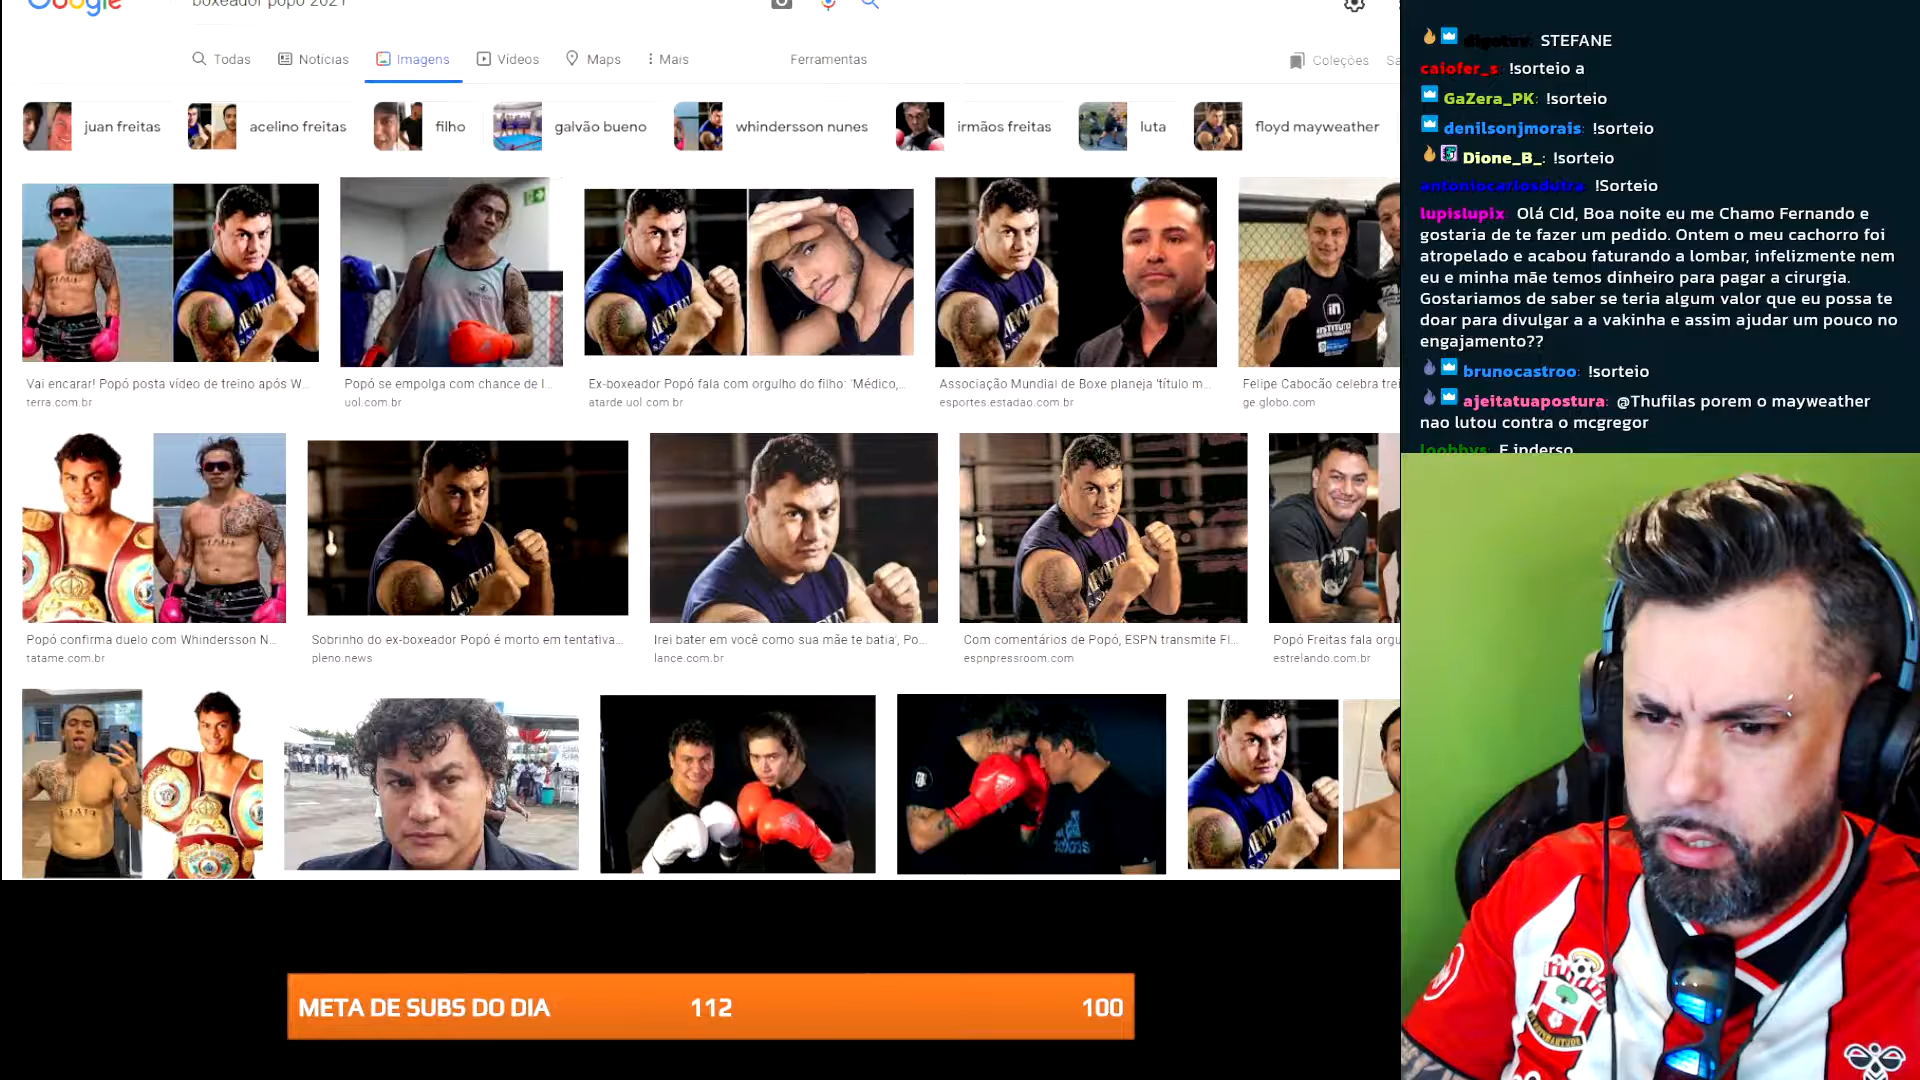 Google
boxeador popó 2021
Todas
Notícias
Imagens
Vídeos
Maps
Mais
Ferramentas
Coleções
juan freitas
acelino freitas
filho
galvão bueno
whindersson nunes
irmãos freitas
luta
floyd mayweather
Vai encarar! Popó posta vídeo de treino após W...
terra.com.br
Popó se empolga com chance de l...
uol.com.br
Ex-boxeador Popó fala com orgulho do filho: 'Médico,...
atarde.uol.com.br
Associação Mundial de Boxe planeja 'título m...
esportes.estadao.com.br
Felipe Cabocão celebra trei
ge.globo.com
Popó confirma duelo com Whindersson N...
tatame.com.br
Sobrinho do ex-boxeador Popó é morto em tentativa...
pleno.news
Irei bater em você como sua mãe te batia', Po...
lance.com.br
Com comentários de Popó, ESPN transmite Fl...
espnpressroom.com
Popó Freitas fala orgu
estrelando.com.br
META DE SUBS DO DIA 112 100
STEFANE
caiofer_s: !sorteio a
GaZera_PK: !sorteio
denilsonjmorais: !sorteio
Dione_B_: !sorteio
antoniocarlosdutra: !Sorteio
lupislupix: Olá CId, Boa noite eu me Chamo Fernando e
gostaria de te fazer um pedido. Ontem o meu cachorro foi
atropelado e acabou faturando a lombar, infelizmente nem
eu e minha mãe temos dinheiro para pagar a cirurgia.
Gostariamos de saber se teria algum valor que eu possa te
doar para divulgar a a vakinha e assim ajudar um pouco no
engajamento??
brunocastroo: !sorteio
ajeitatuapostura: @Thufilas porem o mayweather
nao lutou contra o mcgregor
loobbys: E inderso